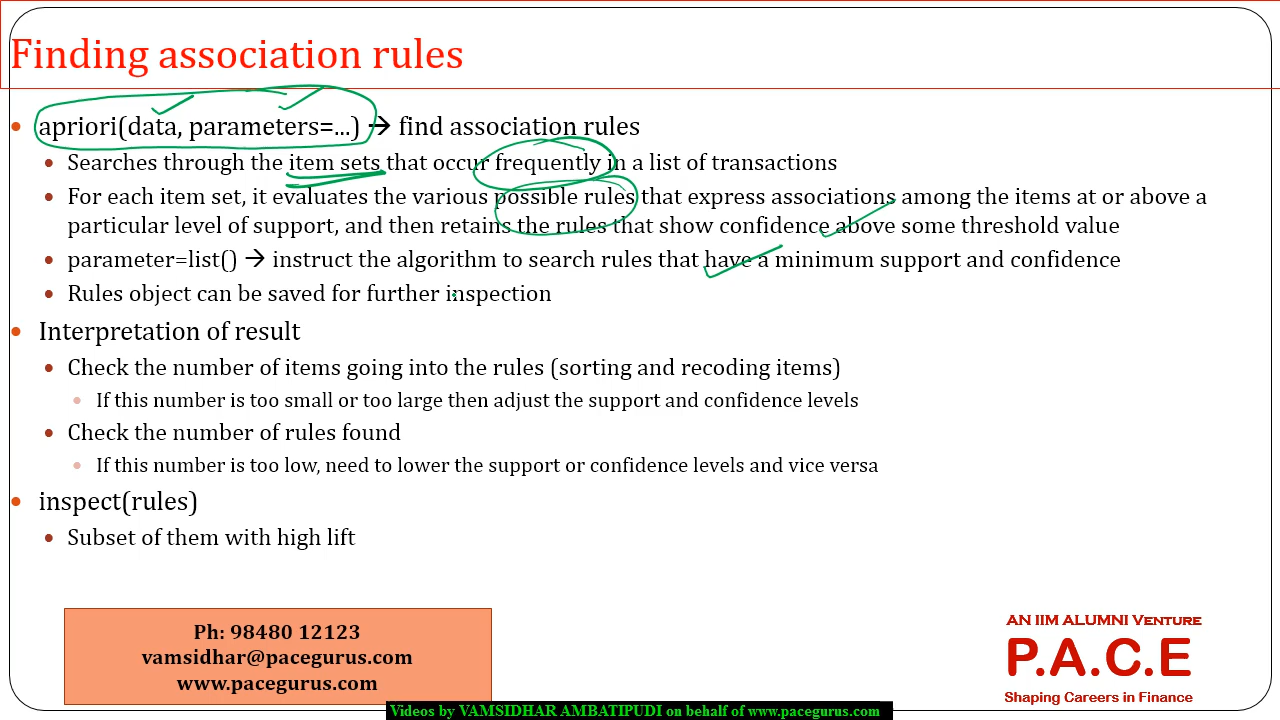 Finding association rules
apriori(data, parameters=...) → find association rules
Searches through the item sets that occur frequently in a list of transactions
For each item set, it evaluates the various possible rules that express associations among the items at or above a
particular level of support, and then retains the rules that show confidence above some threshold value
parameter=list() → instruct the algorithm to search rules that have a minimum support and confidence
Rules object can be saved for further inspection
Interpretation of result
Check the number of items going into the rules (sorting and recoding items)
If this number is too small or too large then adjust the support and confidence levels
Check the number of rules found
If this number is too low, need to lower the support or confidence levels and vice versa
inspect(rules)
Subset of them with high lift
Ph: 98480 12123
vamsidhar@pacegurus.com
www.pacegurus.com
AN IIM ALUMNI VENTURE
P.A.C.E
Shaping Careers in Finance
Videos by VAMSIDHAR AMBATIPUDI on behalf of www.pacegurus.com